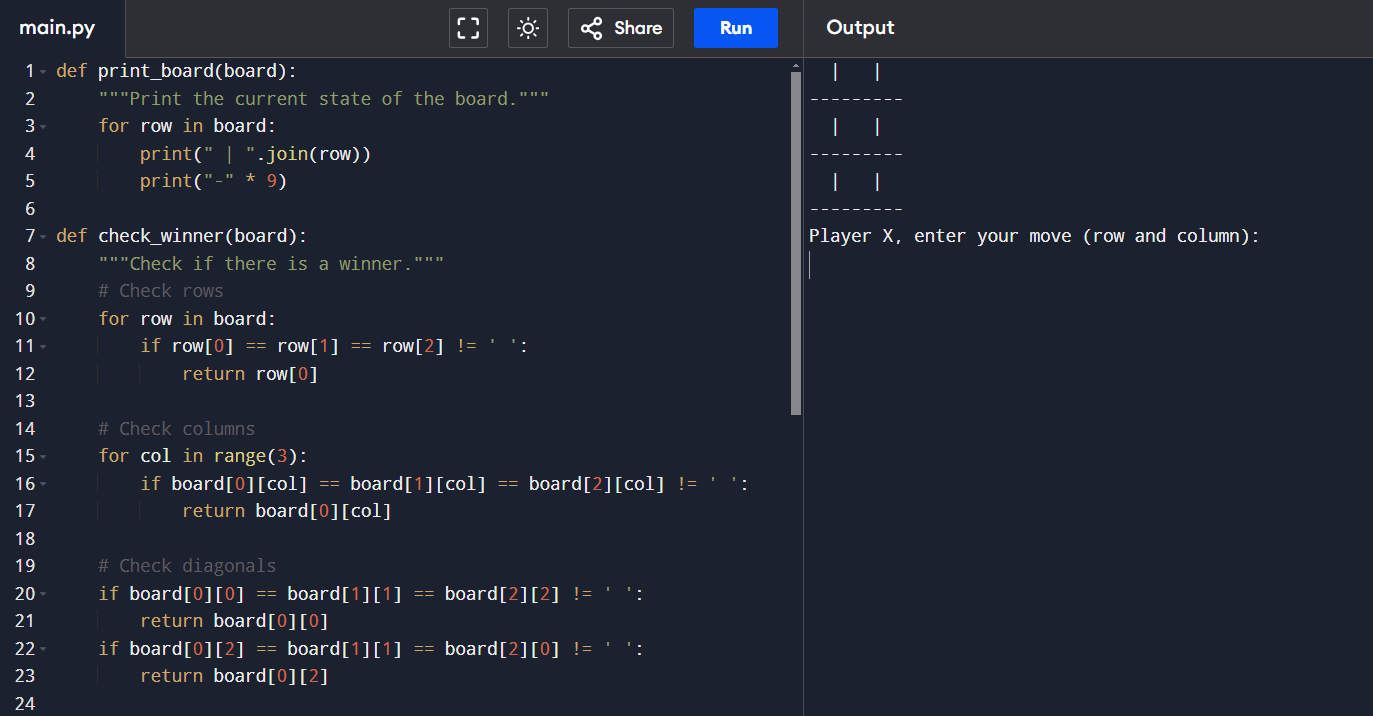 main.py
Share
Run
Output
1 def print_board(board):
2     """Print the current state of the board."""
3     for row in board:
4         print(" | ".join(row))
5         print("-" * 9)
6
7 def check_winner(board):
8     """Check if there is a winner."""
9     # Check rows
10     for row in board:
11         if row[0] == row[1] == row[2] != ' ':
12             return row[0]
13
14     # Check columns
15     for col in range(3):
16         if board[0][col] == board[1][col] == board[2][col] != ' ':
17             return board[0][col]
18
19     # Check diagonals
20     if board[0][0] == board[1][1] == board[2][2] != ' ':
21         return board[0][0]
22     if board[0][2] == board[1][1] == board[2][0] != ' ':
23         return board[0][2]
24
  |   |
---------
  |   |
---------
  |   |
---------
Player X, enter your move (row and column):